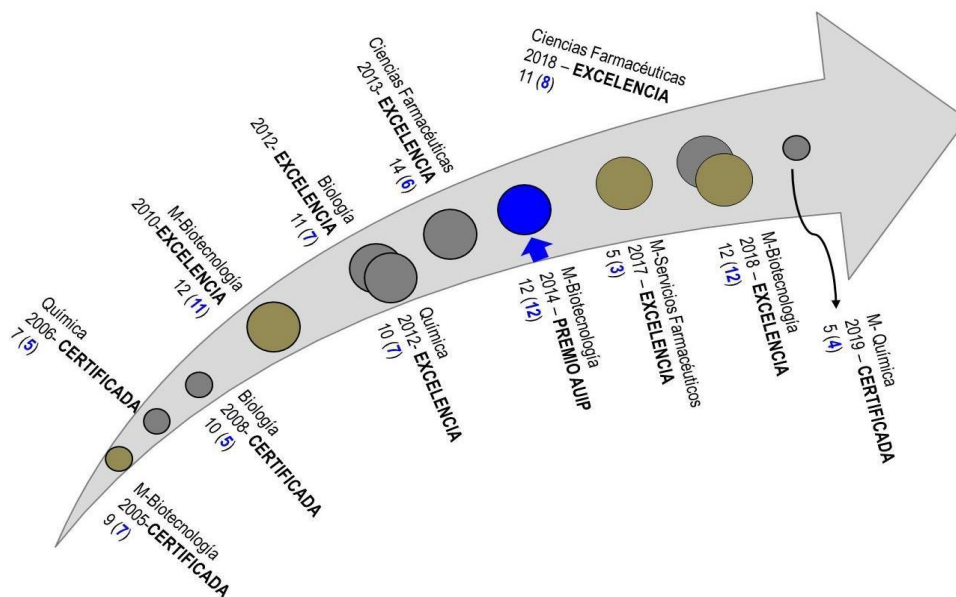 M-Biotecnología
2005-CERTIFICADA
9 (7)
Química
2006- CERTIFICADA
7 (5)
Biología
2008- CERTIFICADA
10 (5)
M-Biotecnología
2010-EXCELENCIA
12 (11)
Biología
2012- EXCELENCIA
11 (7)
Química
2012- EXCELENCIA
10 (7)
Ciencias Farmacéuticas
2013- EXCELENCIA
14 (6)
M-Biotecnología
2014 – PREMIO AUIP
12 (12)
M-Servicios Farmacéuticos
2017 – EXCELENCIA
5 (3)
Ciencias Farmacéuticas
2018 – EXCELENCIA
11 (8)
M-Biotecnología
2018 – EXCELENCIA
12 (12)
M- Química
2019 – CERTIFICADA
5 (4)